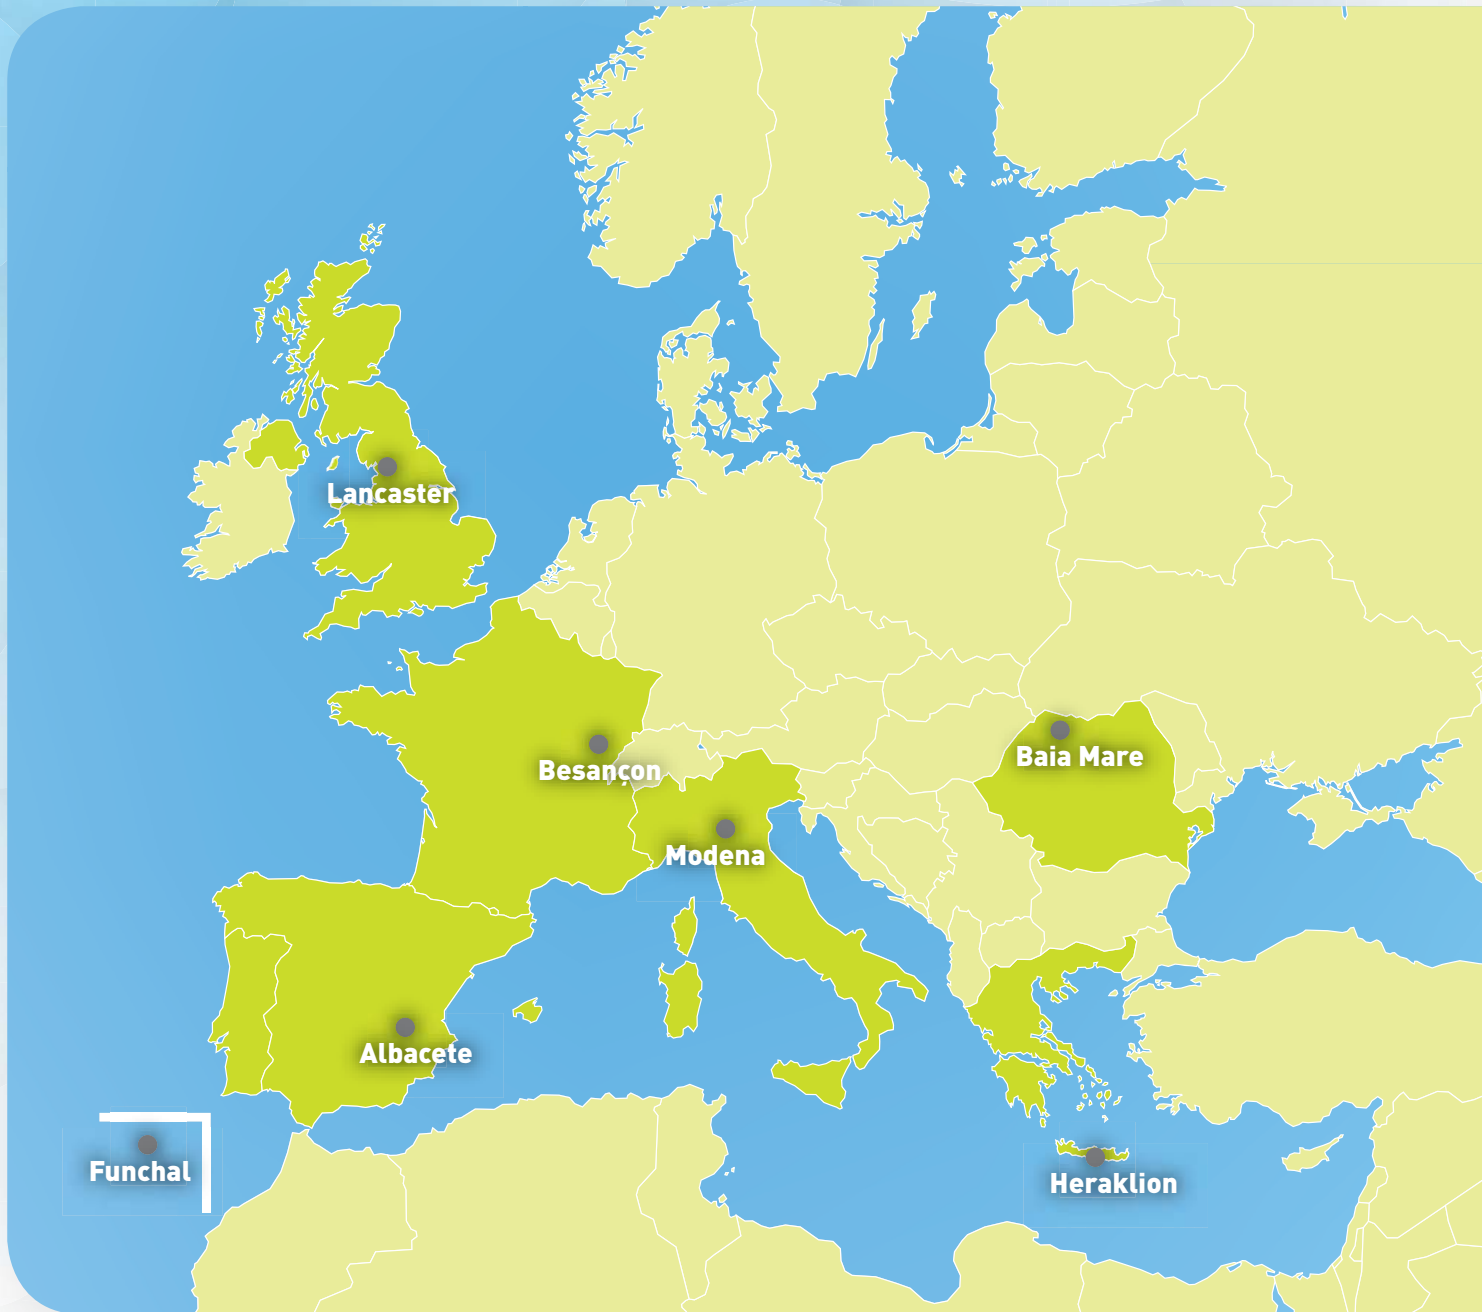 Lancaster
Besançon
Baia Mare
Modena
Albacete
Funchal
Heraklion